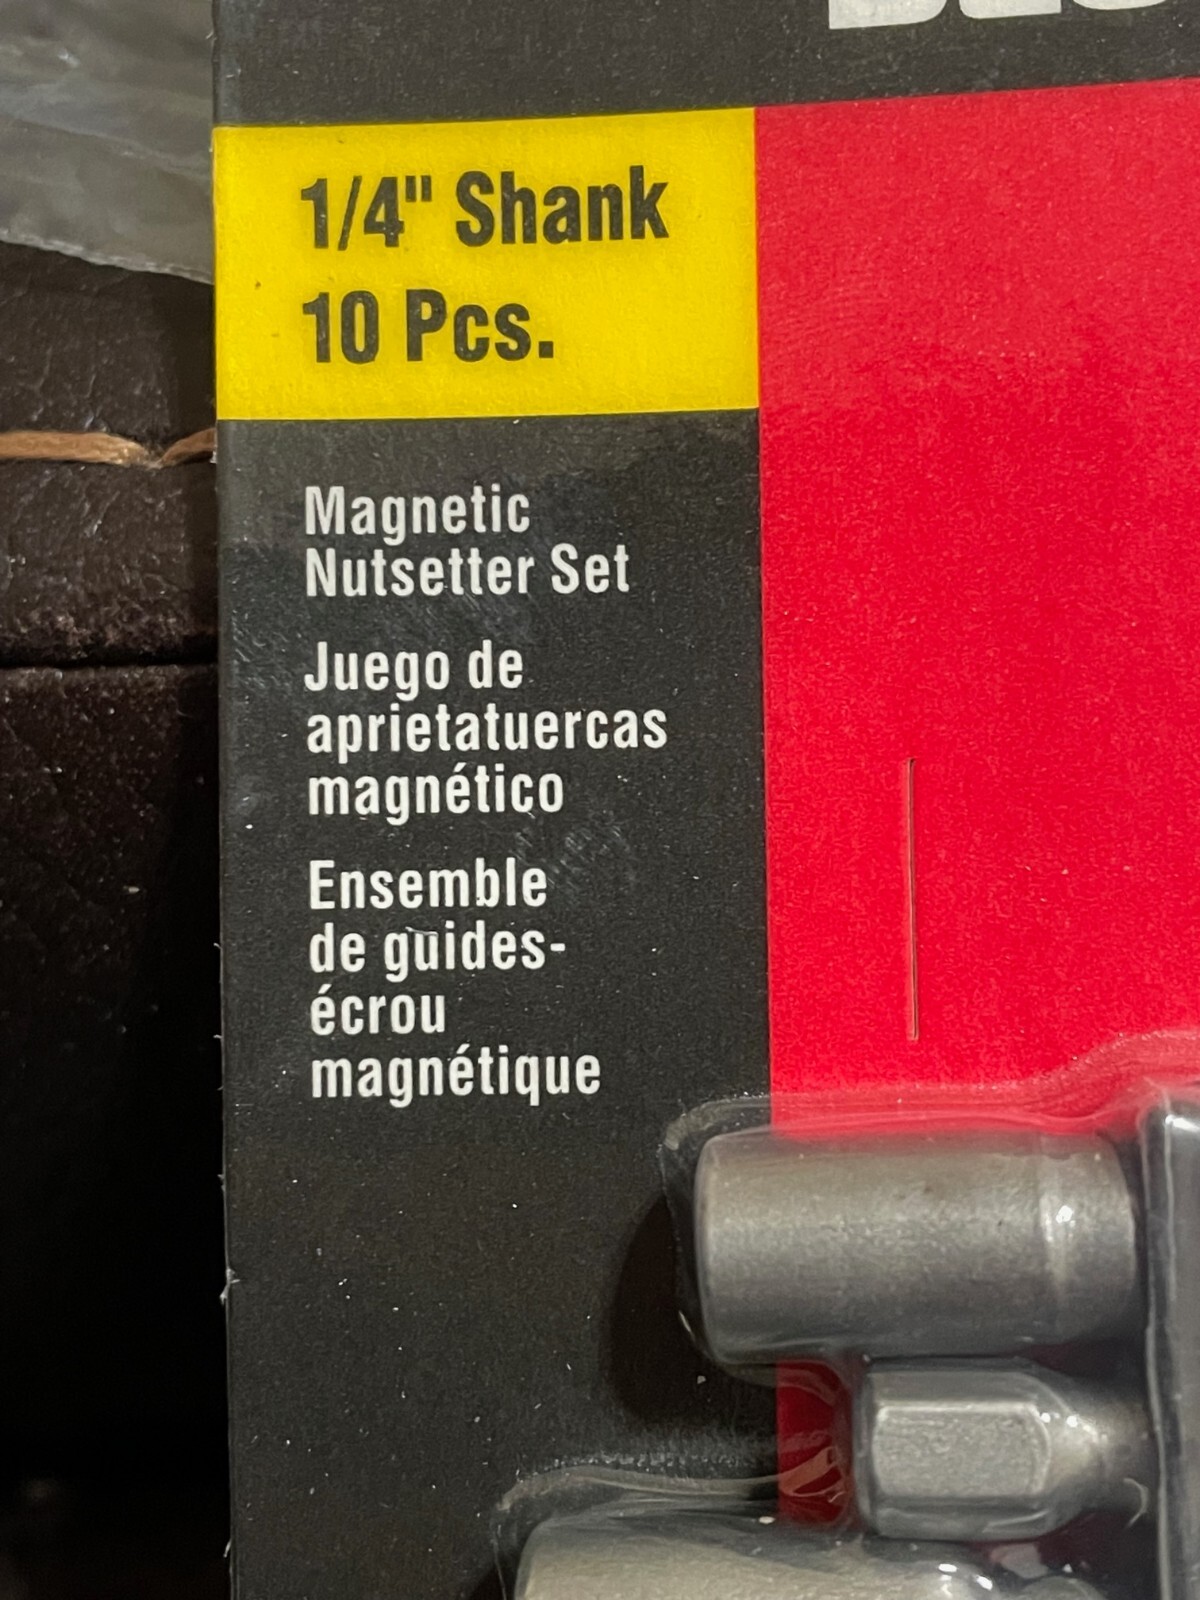 1/4" Shank
10 Pcs.
Magnetic
Nutsetter Set
Juego de
aprietatuercas
magnético
Ensemble
de guides-
écrou
magnétique